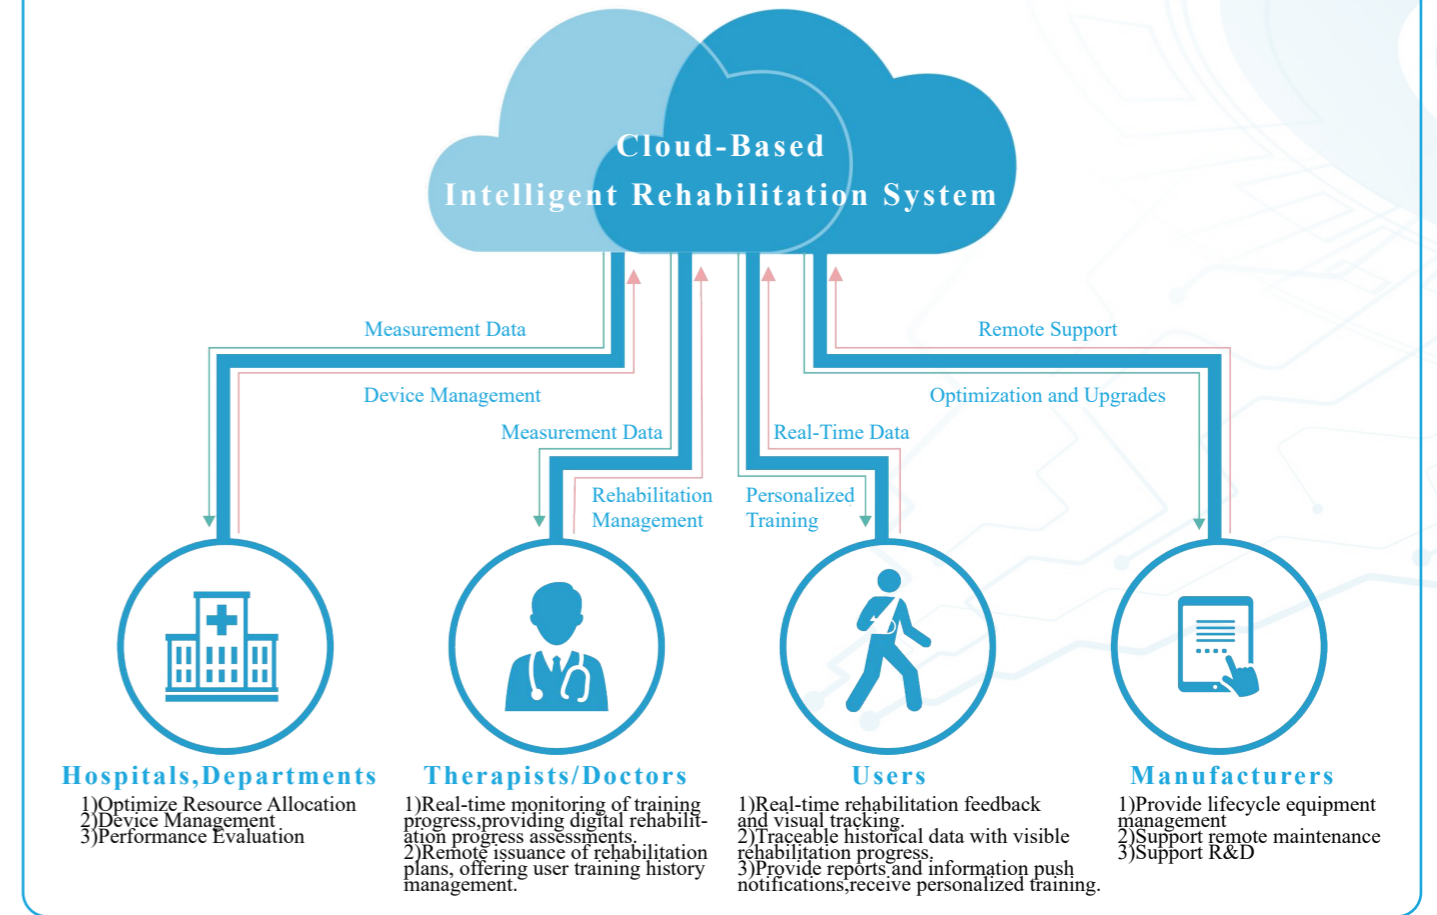 Cloud-Based
Intelligent Rehabilitation System
Measurement Data
Remote Support
Device Management
Optimization and Upgrades
Measurement Data
Real-Time Data
Rehabilitation
Management
Personalized
Training
Hospitals,Departments
1)Optimize Resource Allocation
2)Device Management
3)Performance Evaluation
Therapists/Doctors
1)Real-time monitoring of training
progress,providing digital rehabilit-
ation progress assessments.
2)Remote issuance of rehabilitation
plans, offering user training history
management.
Users
1)Real-time rehabilitation feedback
and visual tracking.
2)Traceable historical data with visible
rehabilitation progress.
3)Provide reports and information push
notifications,receive personalized training.
Manufacturers
1)Provide lifecycle equipment
management
2)Support remote maintenance
3)Support R&D